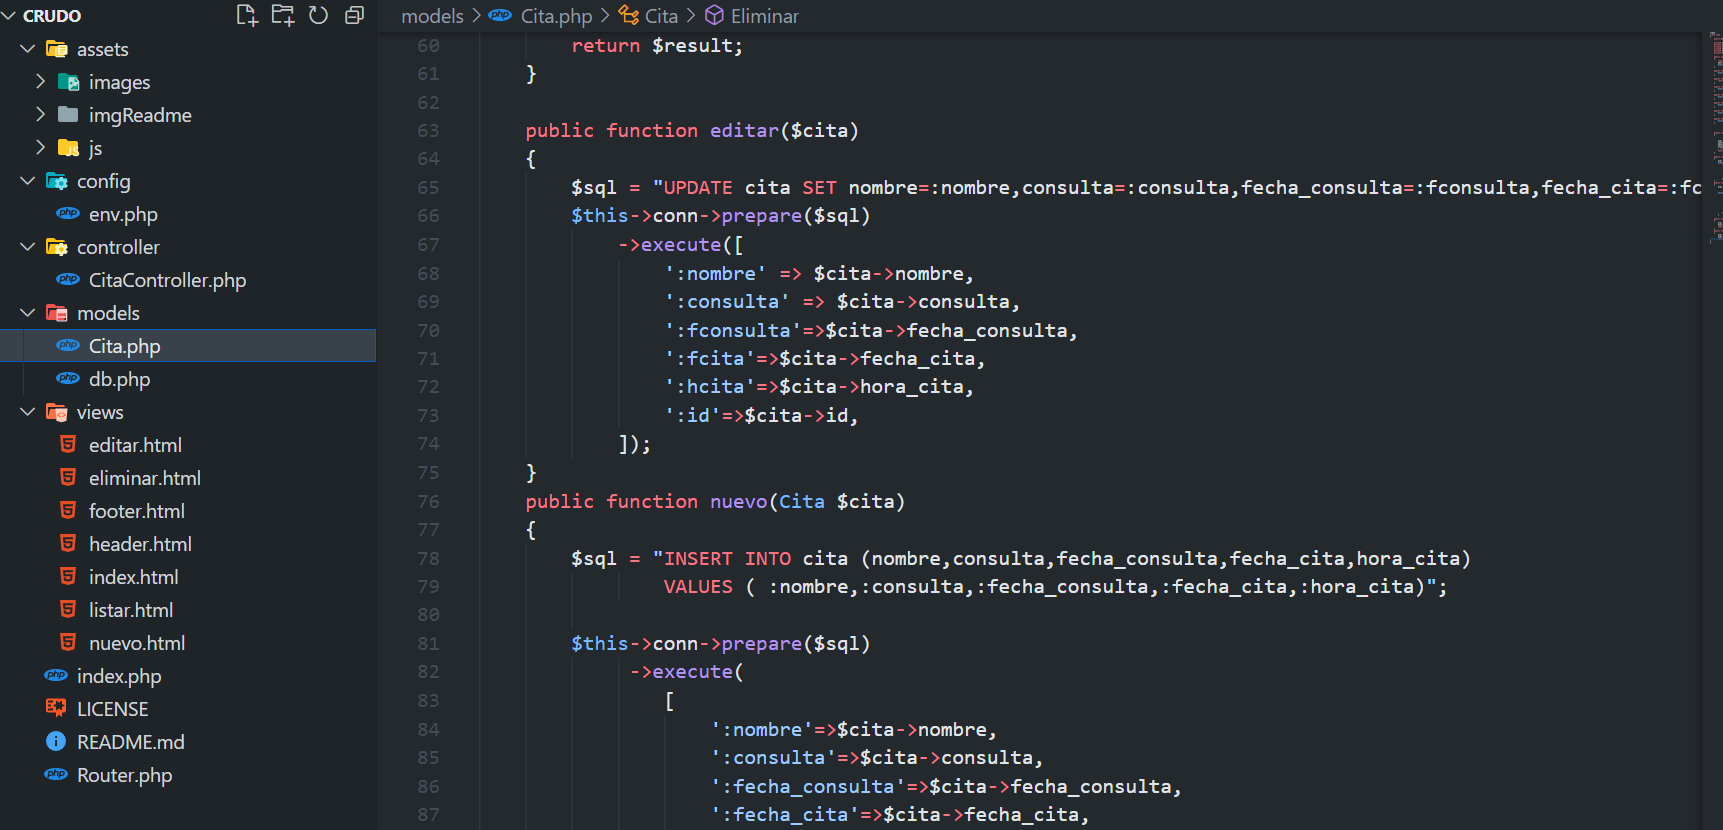 CRUDO
assets
images
imgReadme
js
config
env.php
controller
CitaController.php
models
Cita.php
db.php
views
editar.html
eliminar.html
footer.html
header.html
index.html
listar.html
nuevo.html
index.php
LICENSE
README.md
Router.php
models > Cita.php > Cita > Eliminar
60 return $result;
61 }
62
63 public function editar($cita)
64 {
65 $sql = "UPDATE cita SET nombre=:nombre,consulta=:consulta,fecha_consulta=:fconsulta,fecha_cita=:fc
66 $this->conn->prepare($sql)
67 ->execute([
68 ':nombre' => $cita->nombre,
69 ':consulta' => $cita->consulta,
70 ':fconsulta'=>$cita->fecha_consulta,
71 ':fcita'=>$cita->fecha_cita,
72 ':hcita'=>$cita->hora_cita,
73 ':id'=>$cita->id,
74 ]);
75 }
76 public function nuevo(Cita $cita)
77 {
78 $sql = "INSERT INTO cita (nombre,consulta,fecha_consulta,fecha_cita,hora_cita)
79 VALUES ( :nombre,:consulta,:fecha_consulta,:fecha_cita,:hora_cita)";
80
81 $this->conn->prepare($sql)
82 ->execute(
83 [
84 ':nombre'=>$cita->nombre,
85 ':consulta'=>$cita->consulta,
86 ':fecha_consulta'=>$cita->fecha_consulta,
87 ':fecha_cita'=>$cita->fecha_cita,